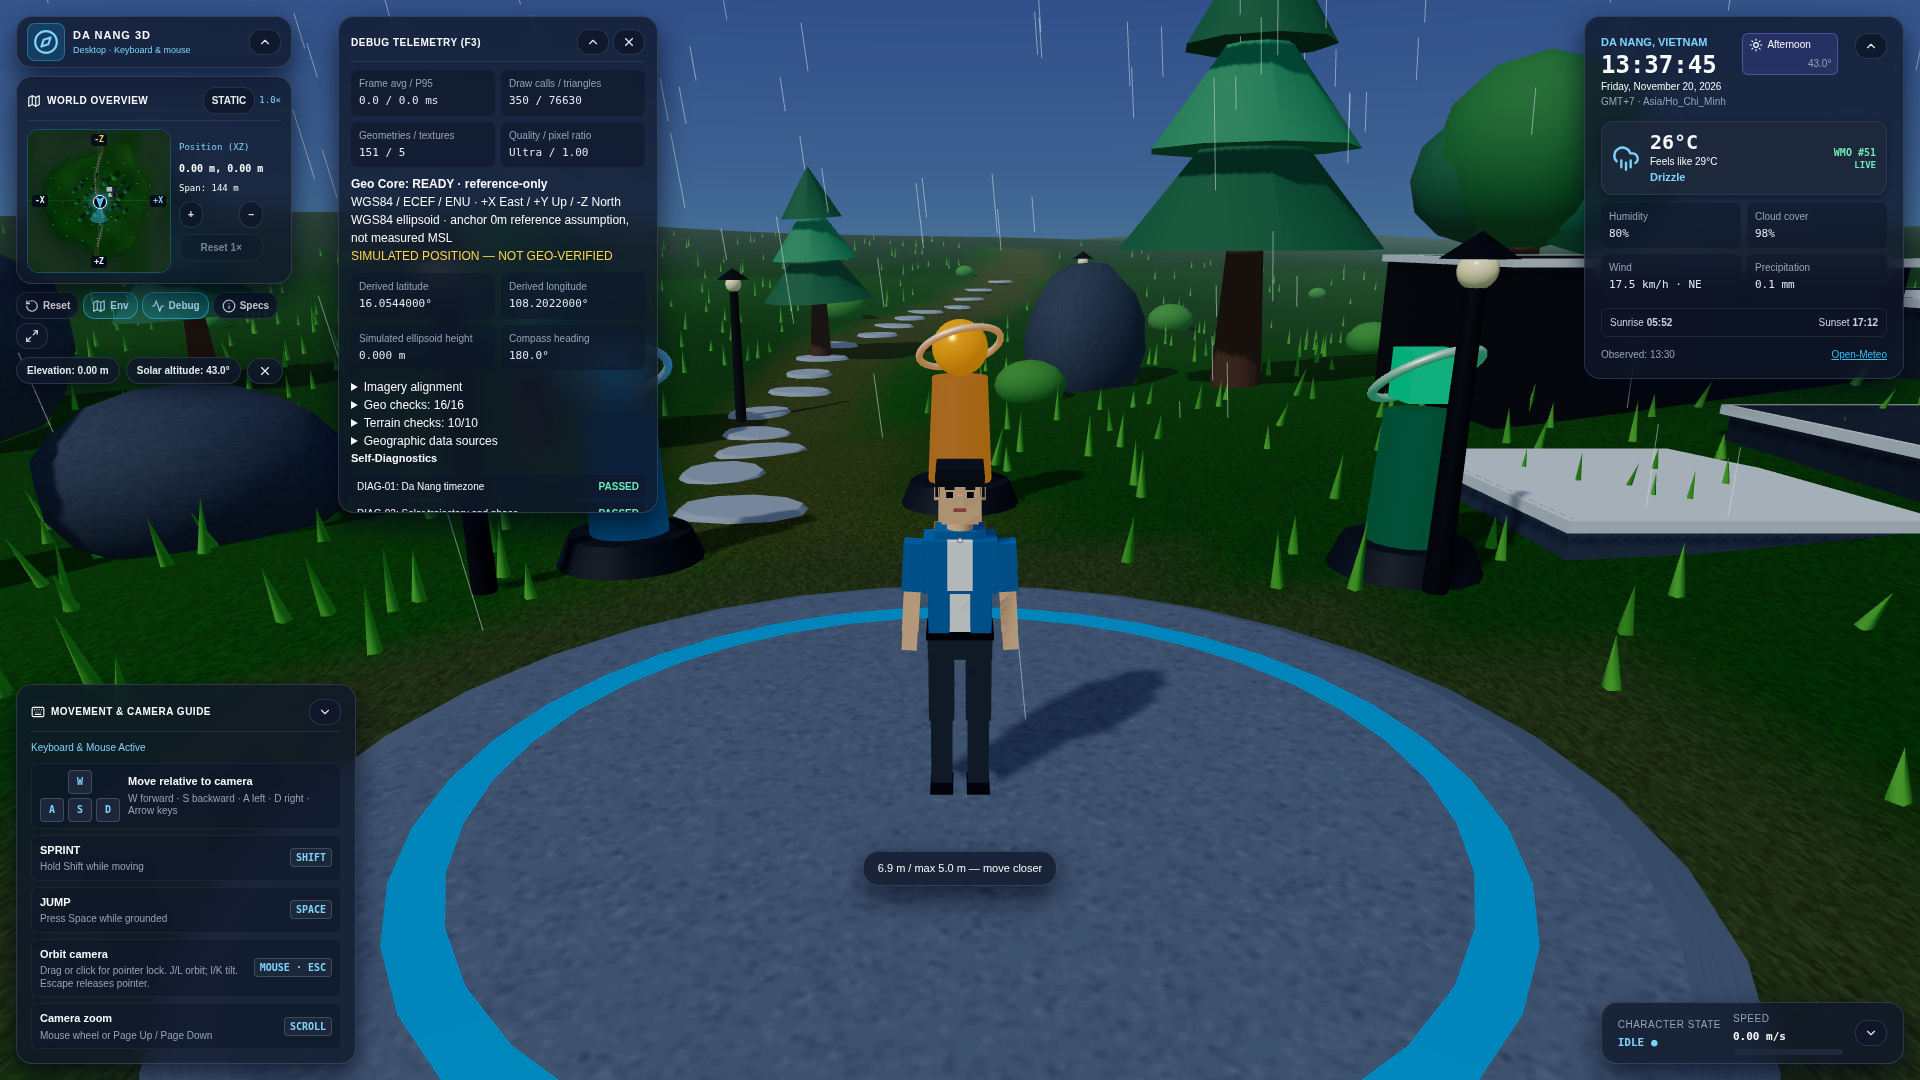 DA NANG 3D
Desktop · Keyboard & mouse
WORLD OVERVIEW
STATIC
1.0×
-Z
-X
+X
+Z
Position (XZ)
0.00 m, 0.00 m
Span: 144 m
+
−
Reset 1×
Reset
Env
Debug
Specs
Elevation: 0.00 m
Solar altitude: 43.0°
DEBUG TELEMETRY (F3)
Frame avg / P95
0.0 / 0.0 ms
Draw calls / triangles
350 / 76630
Geometries / textures
151 / 5
Quality / pixel ratio
Ultra / 1.00
Geo Core: READY · reference-only
WGS84 / ECEF / ENU · +X East / +Y Up / -Z North
WGS84 ellipsoid · anchor 0m reference assumption,
not measured MSL
SIMULATED POSITION — NOT GEO-VERIFIED
Derived latitude
16.0544000°
Derived longitude
108.2022000°
Simulated ellipsoid height
0.000 m
Compass heading
180.0°
Imagery alignment
Geo checks: 16/16
Terrain checks: 10/10
Geographic data sources
Self-Diagnostics
DIAG-01: Da Nang timezone
PASSED
DIAG-02: Solar trajectory and phase
PASSED
DA NANG, VIETNAM
13:37:45
Friday, November 20, 2026
GMT+7 · Asia/Ho_Chi_Minh
Afternoon
43.0°
26°C
Feels like 29°C
Drizzle
WMO #51
LIVE
Humidity
80%
Cloud cover
98%
Wind
17.5 km/h · NE
Precipitation
0.1 mm
Sunrise 05:52
Sunset 17:12
Observed: 13:30
Open-Meteo
MOVEMENT & CAMERA GUIDE
Keyboard & Mouse Active
W
A
S
D
Move relative to camera
W forward · S backward · A left · D right ·
Arrow keys
SPRINT
Hold Shift while moving
SHIFT
JUMP
Press Space while grounded
SPACE
Orbit camera
Drag or click for pointer lock. J/L orbit; I/K tilt.
Escape releases pointer.
MOUSE · ESC
Camera zoom
Mouse wheel or Page Up / Page Down
SCROLL
6.9 m / max 5.0 m — move closer
CHARACTER STATE
IDLE ●
SPEED
0.00 m/s